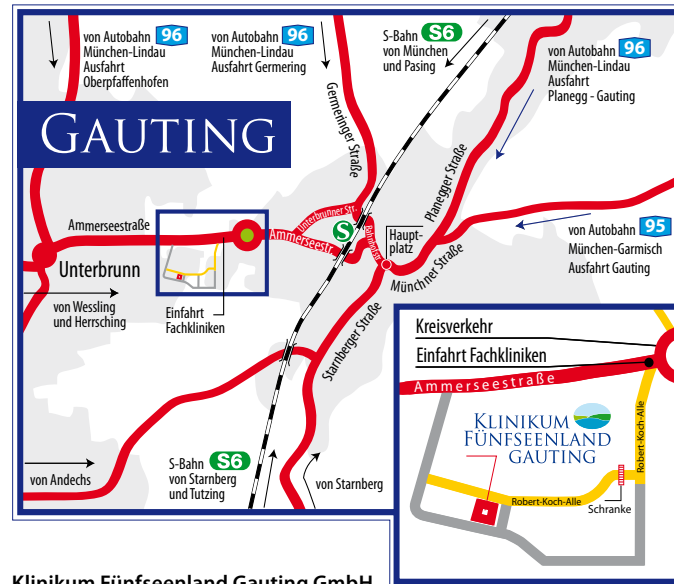 von Autobahn 96
München-Lindau
Ausfahrt
Oberpfaffenhofen
von Autobahn 96
München-Lindau
Ausfahrt Germering
S-Bahn S6
von München
und Pasing
von Autobahn 96
München-Lindau
Ausfahrt
Planegg - Gauting
GAUTING
Germeringer Straße
Planegger Straße
Unterbrunner Str.
Ammerseestraße
Ammerseestr.
S
Bahnhofstr.
Haupt-
platz
Münchner Straße
von Autobahn 95
München-Garmisch
Ausfahrt Gauting
Unterbrunn
von Wessling
und Herrsching
Einfahrt
Fachkliniken
Starnberger Straße
von Andechs
S-Bahn S6
von Starnberg
und Tutzing
von Starnberg
Kreisverkehr
Einfahrt Fachkliniken
Ammerseestraße
KLINIKUM
FÜNFSEENLAND
GAUTING
Robert-Koch-Alle
Robert-Koch-Alle
Schranke
Klinikum Fünfseenland Gauting GmbH